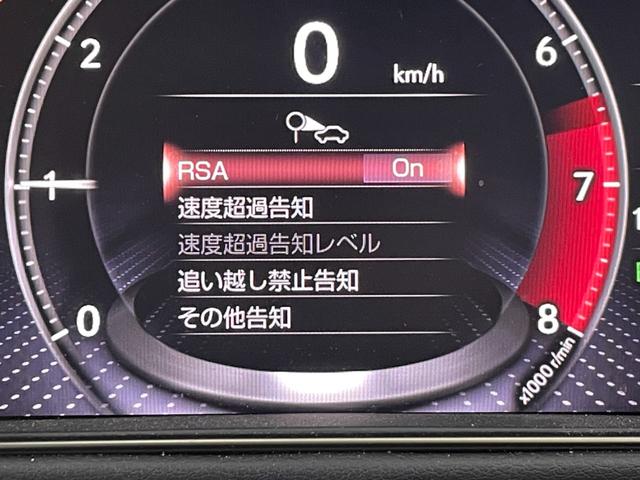 0
km/h
2
6
RSA On
1
7
速度超過告知
速度超過告知レベル
追い越し禁止告知
その他告知
0
8
x1000 r/min